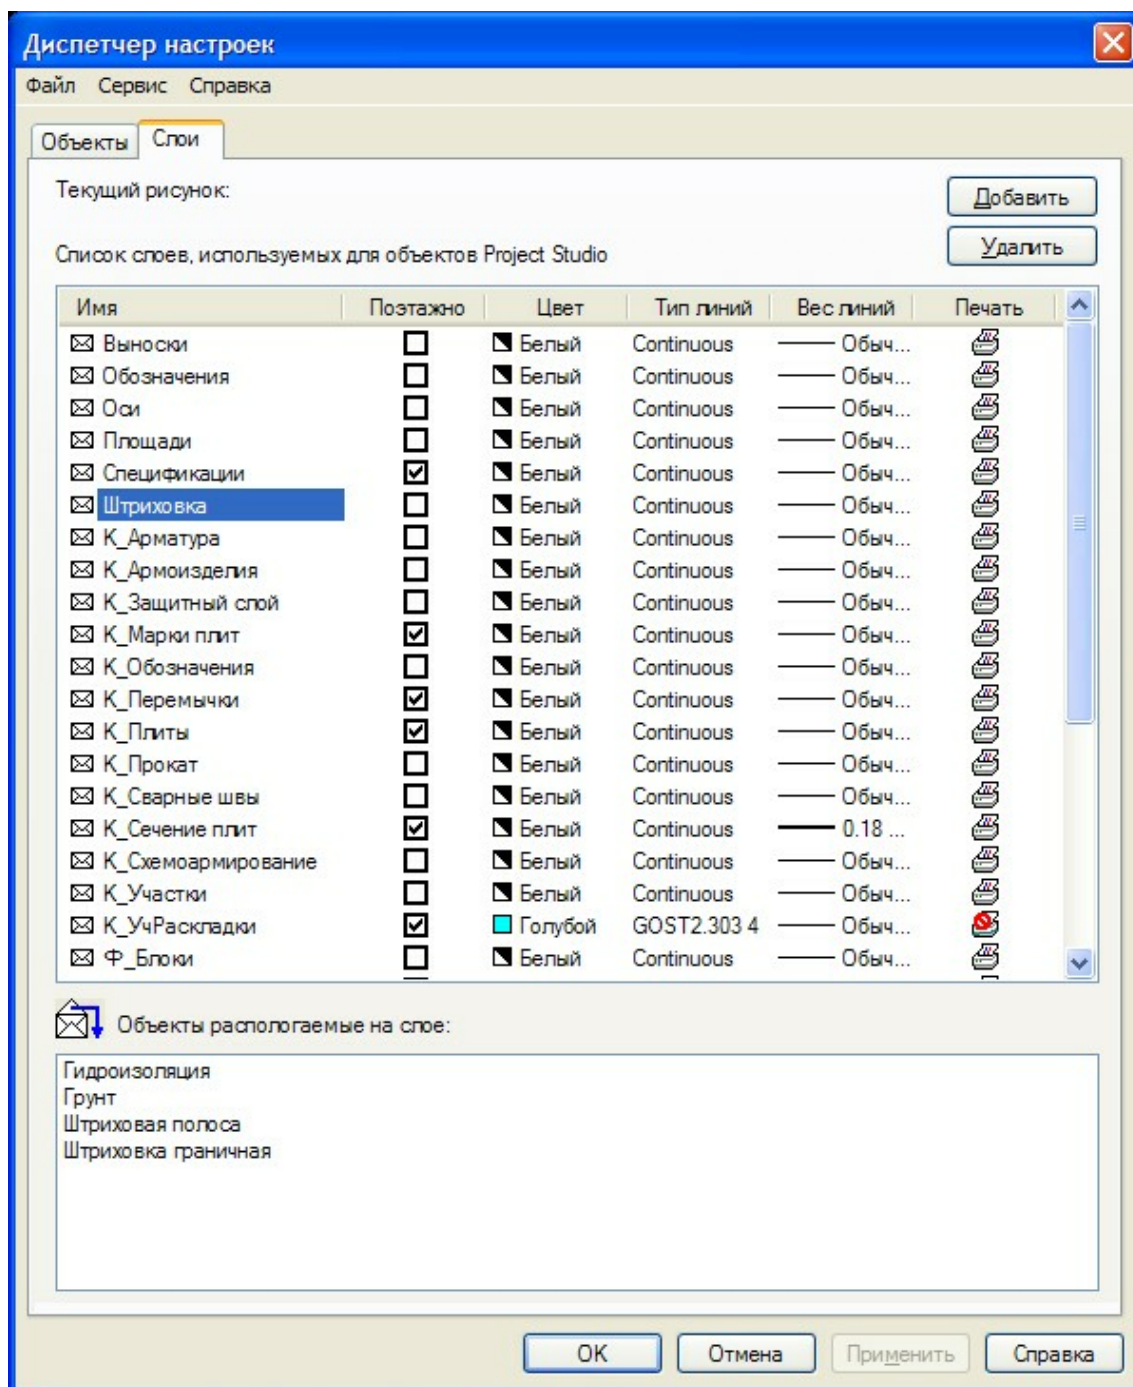 Диспетчер настроек
Файл Сервис Справка
Объекты Слои
Текущий рисунок:
Добавить
Удалить
Список слоев, используемых для объектов Project Studio
Имя Поэтажно Цвет Тип линий Вес линий Печать
Выноски Белый Continuous Обыч...
Обозначения Белый Continuous Обыч...
Оси Белый Continuous Обыч...
Площади Белый Continuous Обыч...
Спецификации Белый Continuous Обыч...
Штриховка Белый Continuous Обыч...
К_Арматура Белый Continuous Обыч...
К_Армоизделия Белый Continuous Обыч...
К_Защитный слой Белый Continuous Обыч...
К_Марки плит Белый Continuous Обыч...
К_Обозначения Белый Continuous Обыч...
К_Перемычки Белый Continuous Обыч...
К_Плиты Белый Continuous Обыч...
К_Прокат Белый Continuous Обыч...
К_Сварные швы Белый Continuous Обыч...
К_Сечение плит Белый Continuous 0.18 ...
К_Схемоармирование Белый Continuous Обыч...
К_Участки Белый Continuous Обыч...
К_УчРаскладки Голубой GOST2.303 4 Обыч...
Ф_Блоки Белый Continuous Обыч...
Объекты распологаемые на слое:
Гидроизоляция
Грунт
Штриховая полоса
Штриховка граничная
OK Отмена Применить Справка